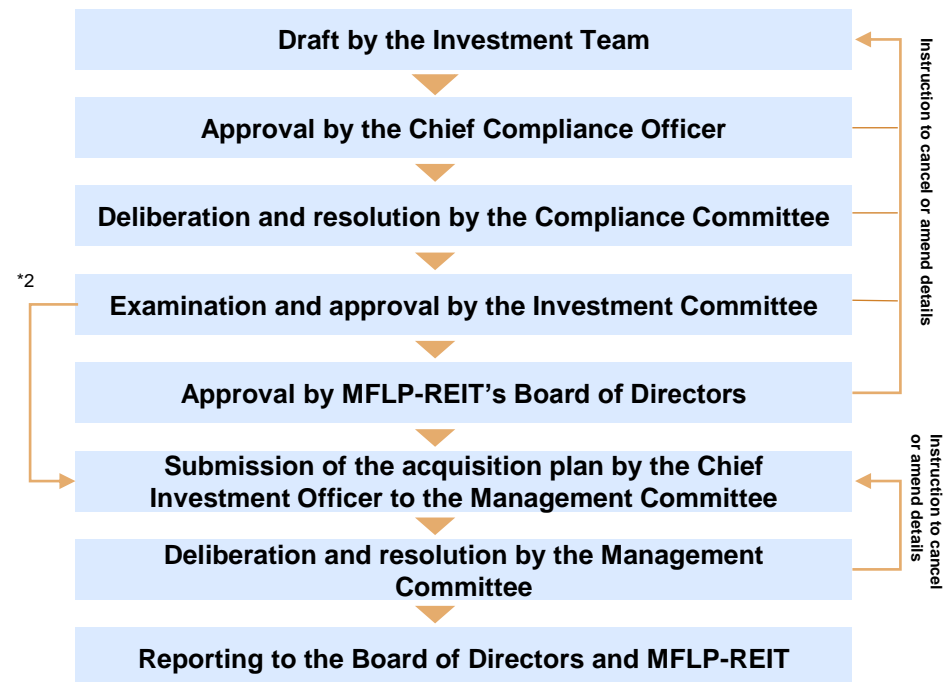 Draft by the Investment Team
Approval by the Chief Compliance Officer
Deliberation and resolution by the Compliance Committee
*2
Examination and approval by the Investment Committee
Approval by MFLP-REIT's Board of Directors
Submission of the acquisition plan by the Chief
Investment Officer to the Management Committee
Deliberation and resolution by the Management
Committee
Reporting to the Board of Directors and MFLP-REIT
Instruction to cancel or amend details
Instruction to cancel
or amend details